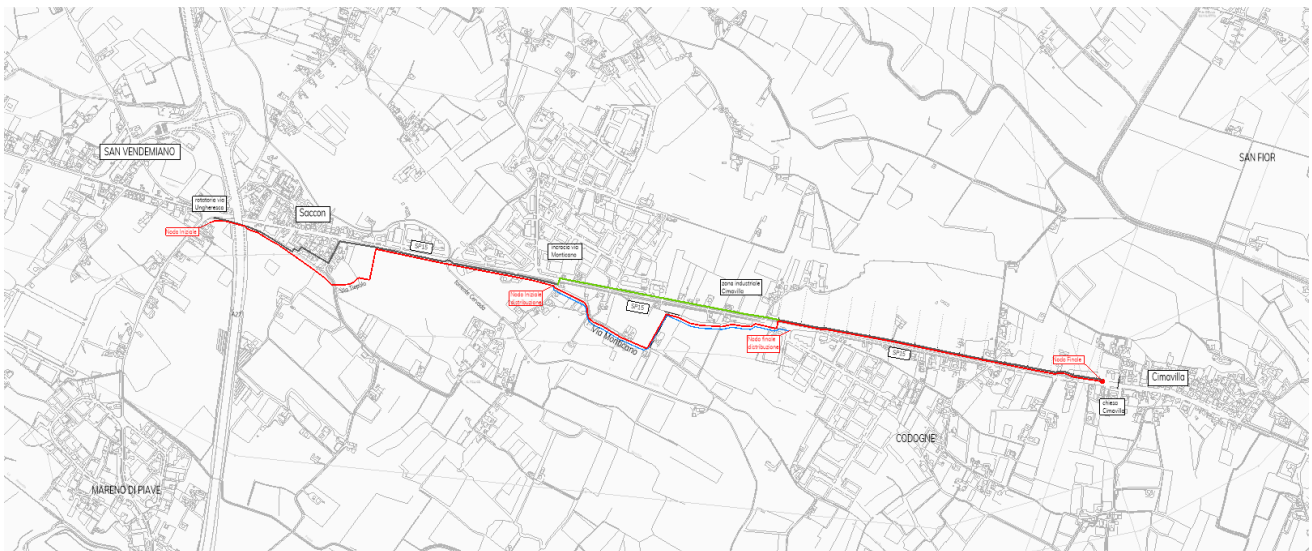 SAN VENDEMIANO
SAN FIOR
rotatoria via
Ungheresca
Saccon
Nodo Iniziale
SP15
incrocio via
Monticano
zona industriale
Cimavilla
Nodo Iniziale
distribuzione
SP15
Via Monticano
Nodo finale
distribuzione
SP15
Nodo Finale
Cimavilla
chiesa
Cimavilla
A27
CODOGNE'
MARENO DI PIAVE